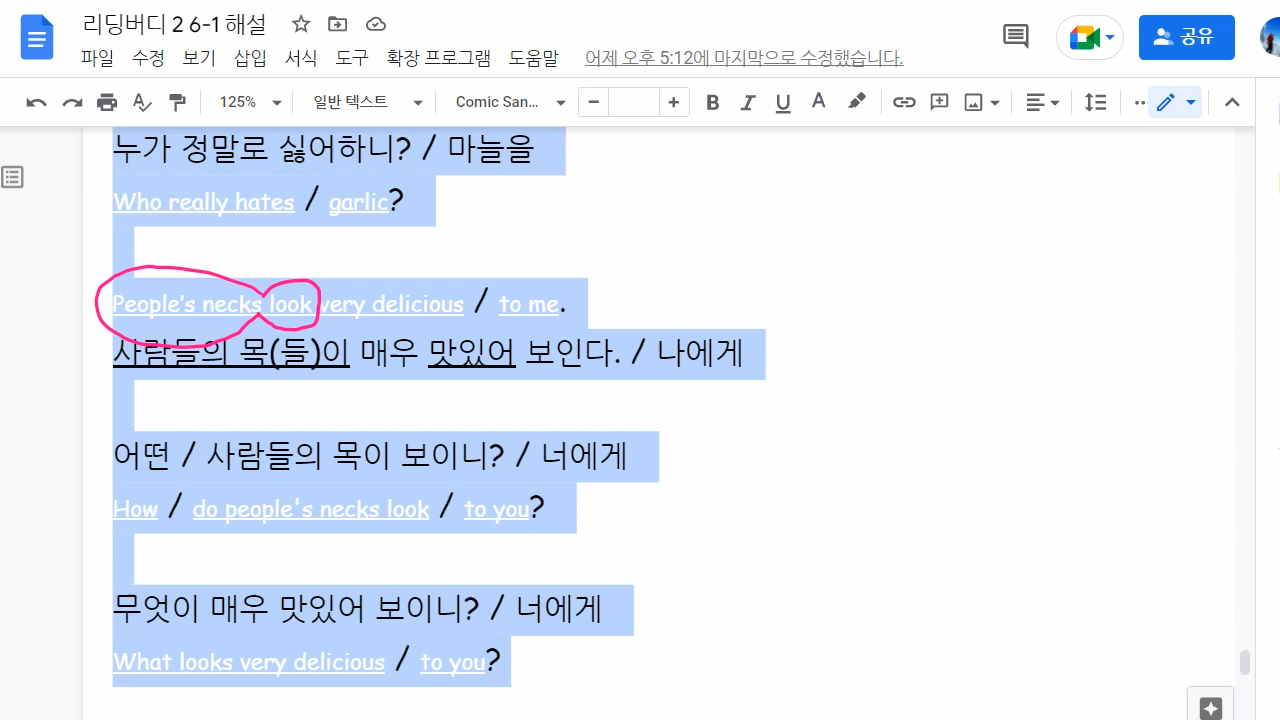 리딩버디 2 6-1 해설
파일 수정 보기 삽입 서식 도구 확장 프로그램 도움말 어제 오후 5:12에 마지막으로 수정했습니다.
공유
125% 일반 텍스트 Comic San... − + B I U A
누가 정말로 싫어하니? / 마늘을
Who really hates / garlic?
People's necks look very delicious / to me.
사람들의 목(들)이 매우 맛있어 보인다. / 나에게
어떤 / 사람들의 목이 보이니? / 너에게
How / do people's necks look / to you?
무엇이 매우 맛있어 보이니? / 너에게
What looks very delicious / to you?